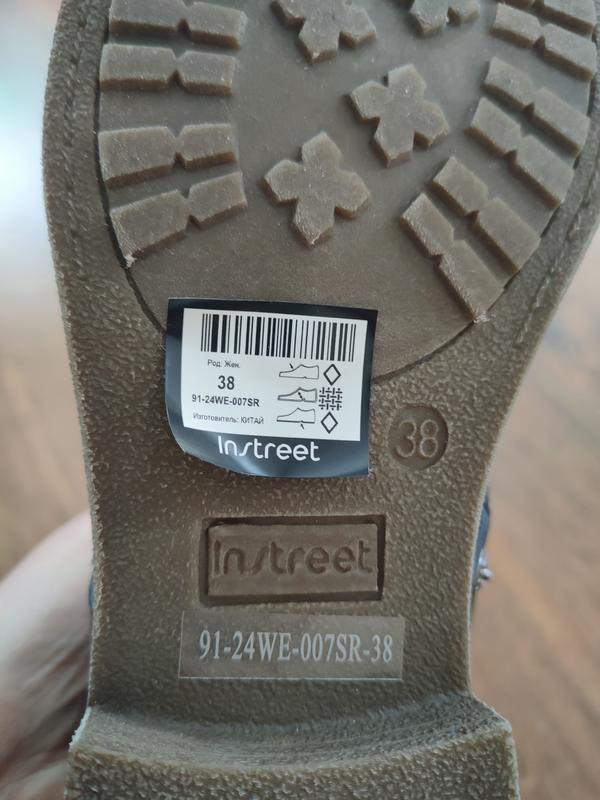 Род. Жен.
38
91-24WE-007SR
Изготовитель: КИТАЙ
Instreet
38
Instreet
91-24WE-007SR-38